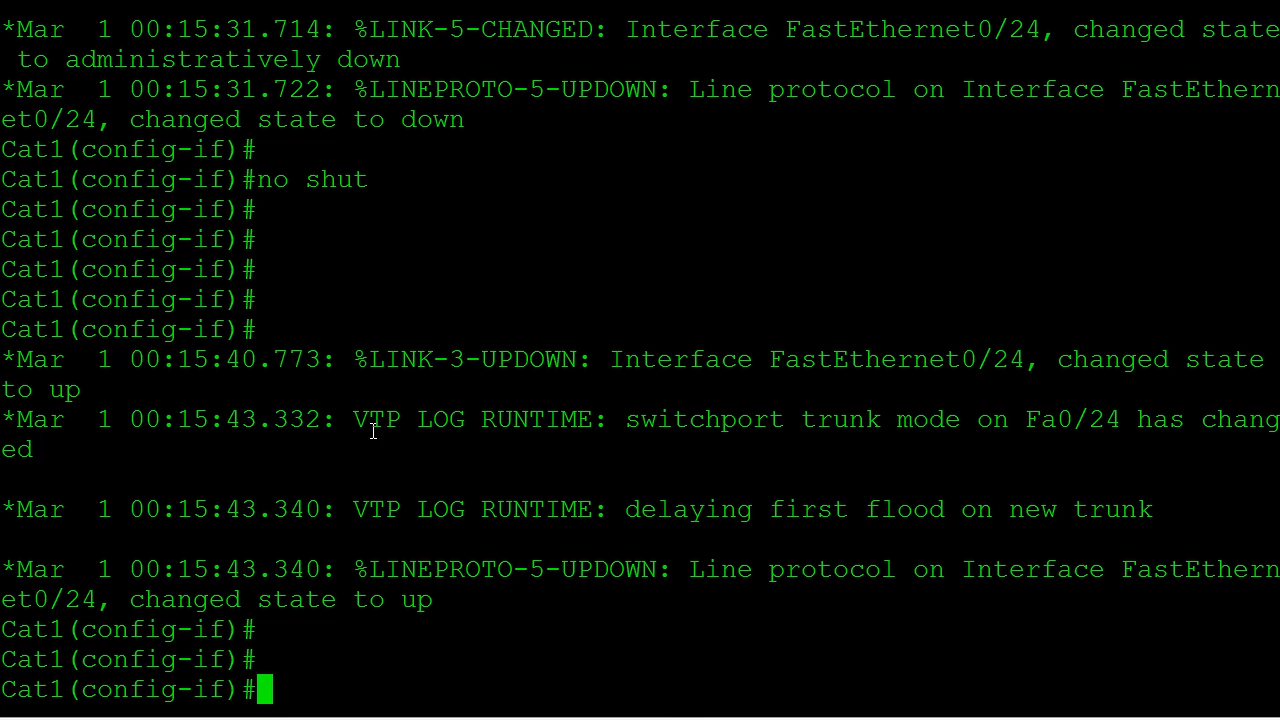 *Mar  1 00:15:31.714: %LINK-5-CHANGED: Interface FastEthernet0/24, changed state
 to administratively down
*Mar  1 00:15:31.722: %LINEPROTO-5-UPDOWN: Line protocol on Interface FastEthern
et0/24, changed state to down
Cat1(config-if)#
Cat1(config-if)#no shut
Cat1(config-if)#
Cat1(config-if)#
Cat1(config-if)#
Cat1(config-if)#
Cat1(config-if)#
*Mar  1 00:15:40.773: %LINK-3-UPDOWN: Interface FastEthernet0/24, changed state
to up
*Mar  1 00:15:43.332: VTP LOG RUNTIME: switchport trunk mode on Fa0/24 has chang
ed
*Mar  1 00:15:43.340: VTP LOG RUNTIME: delaying first flood on new trunk
*Mar  1 00:15:43.340: %LINEPROTO-5-UPDOWN: Line protocol on Interface FastEthern
et0/24, changed state to up
Cat1(config-if)#
Cat1(config-if)#
Cat1(config-if)#